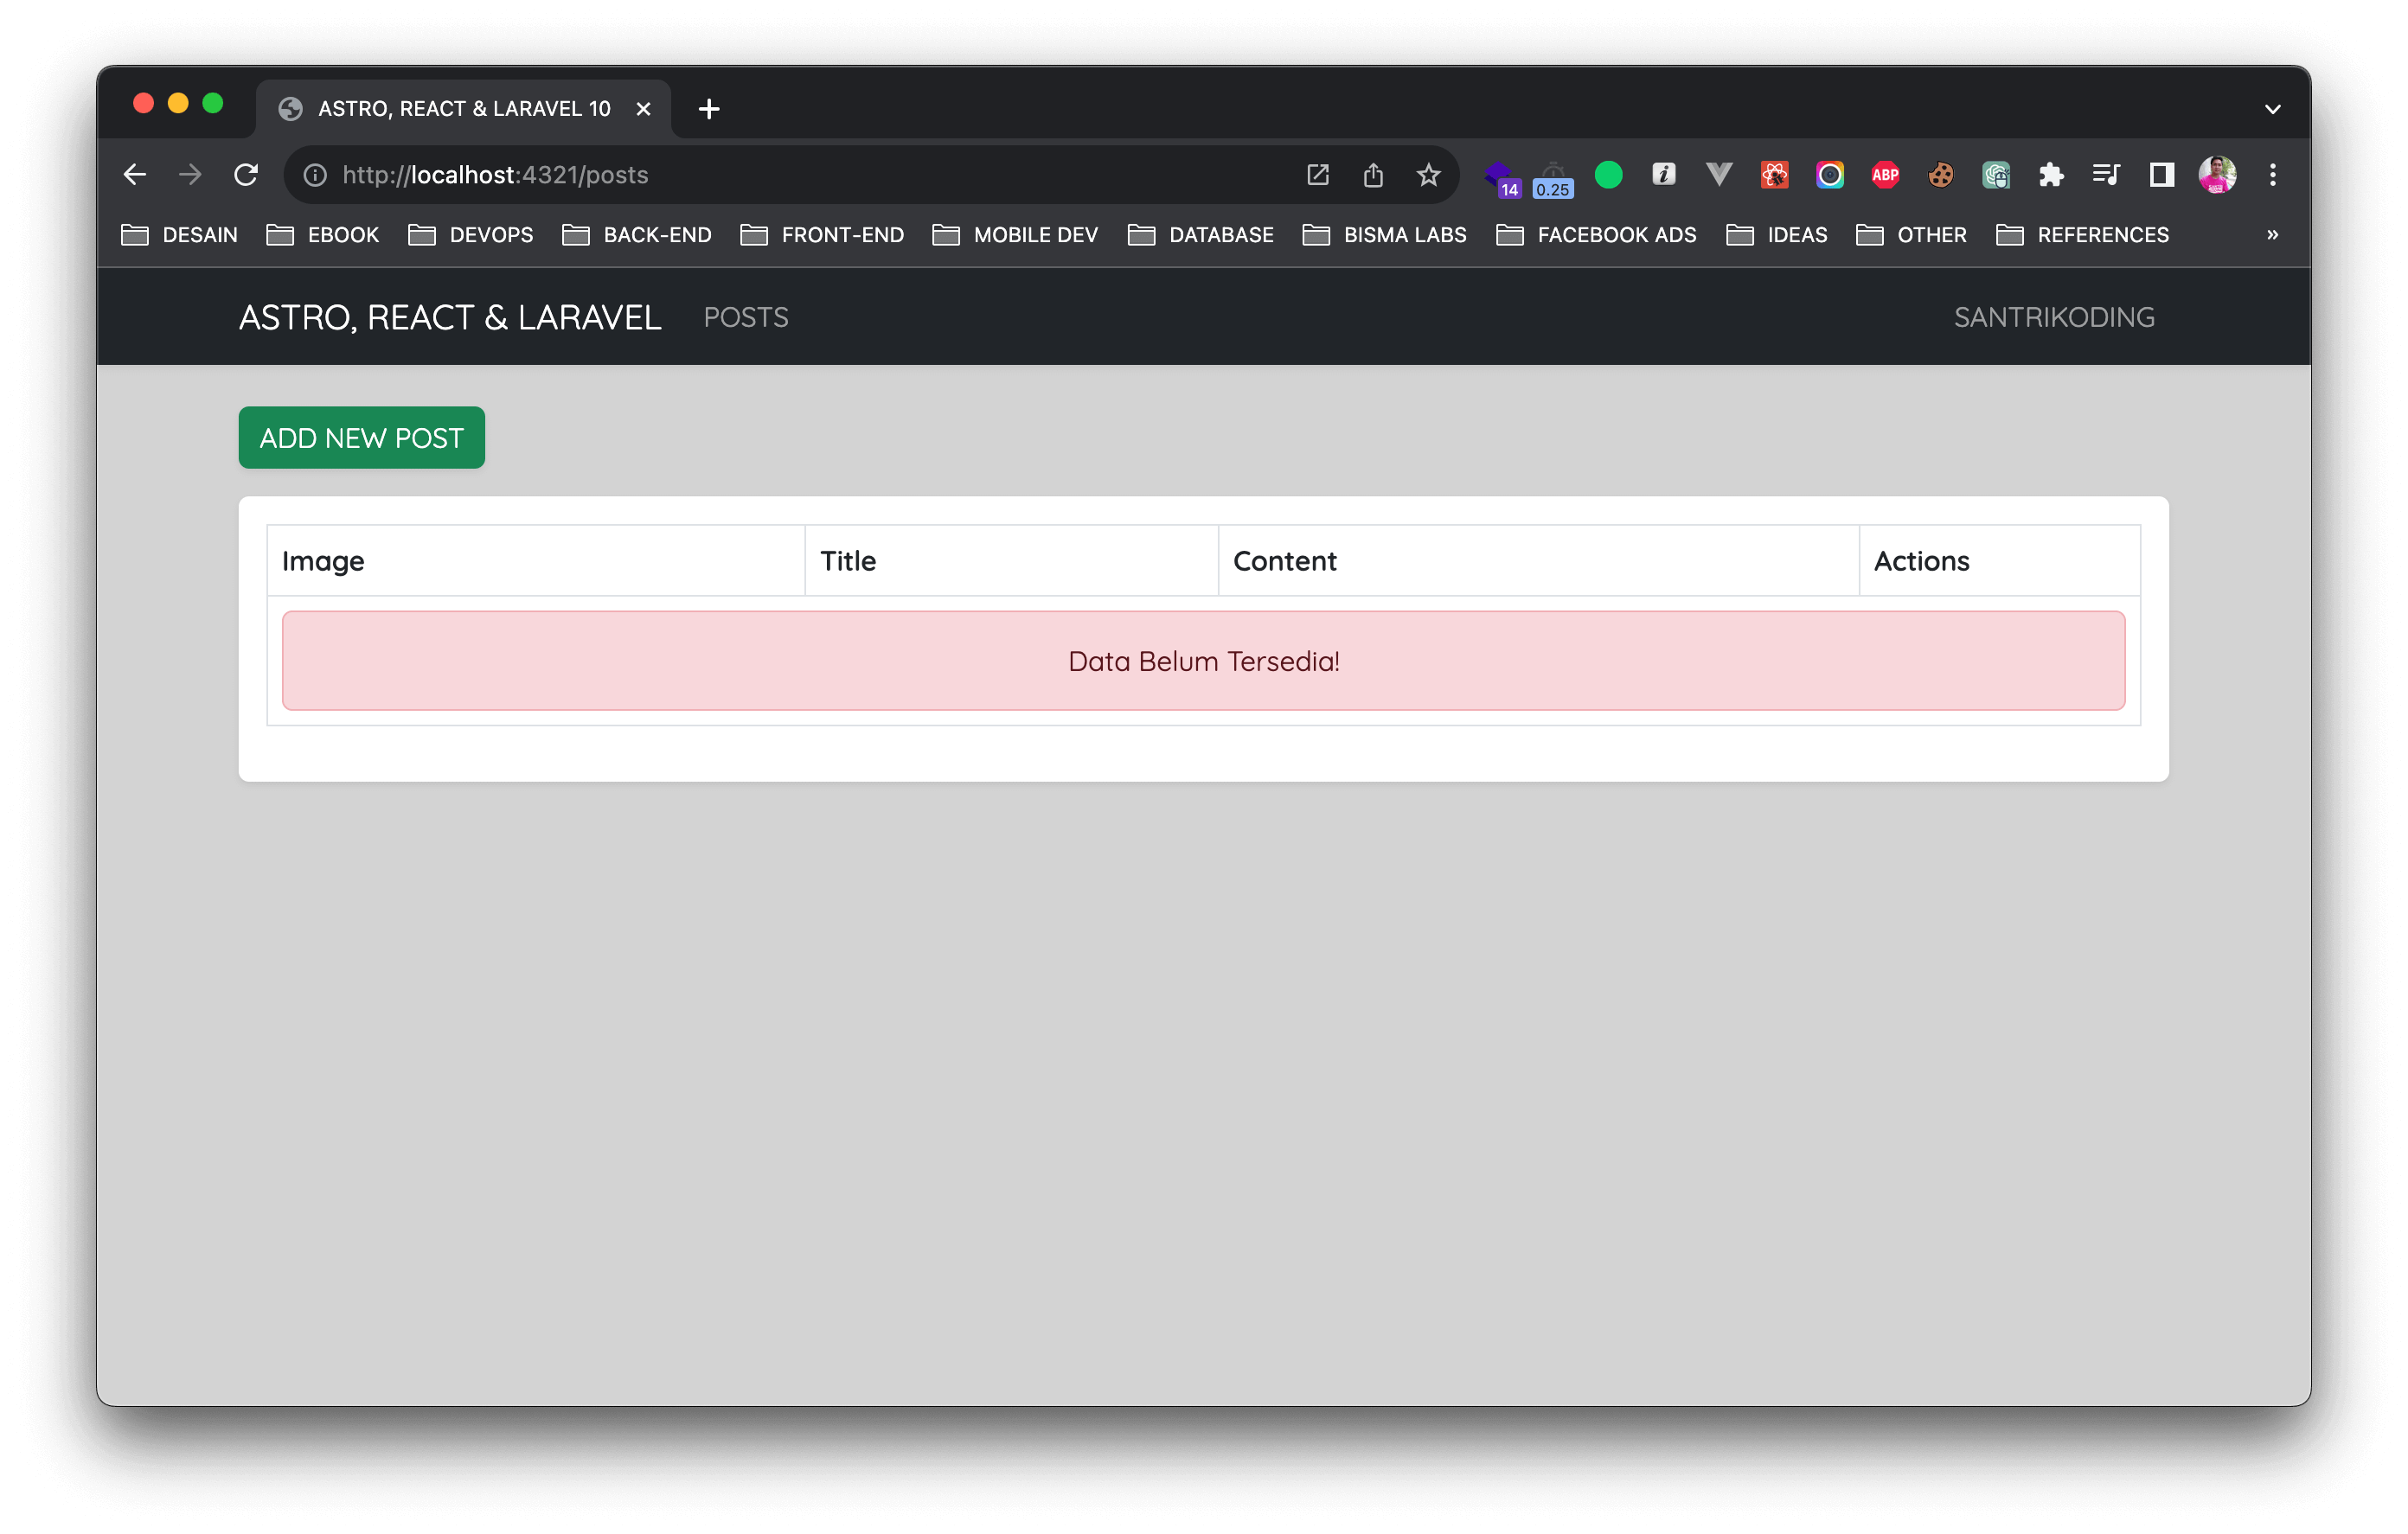 ASTRO, REACT & LARAVEL 10
http://localhost:4321/posts
14
0.25
i
ABP
DESAIN EBOOK DEVOPS BACK-END FRONT-END MOBILE DEV DATABASE BISMA LABS FACEBOOK ADS IDEAS OTHER REFERENCES »
ASTRO, REACT & LARAVEL POSTS SANTRIKODING
ADD NEW POST
Image Title Content Actions
Data Belum Tersedia!